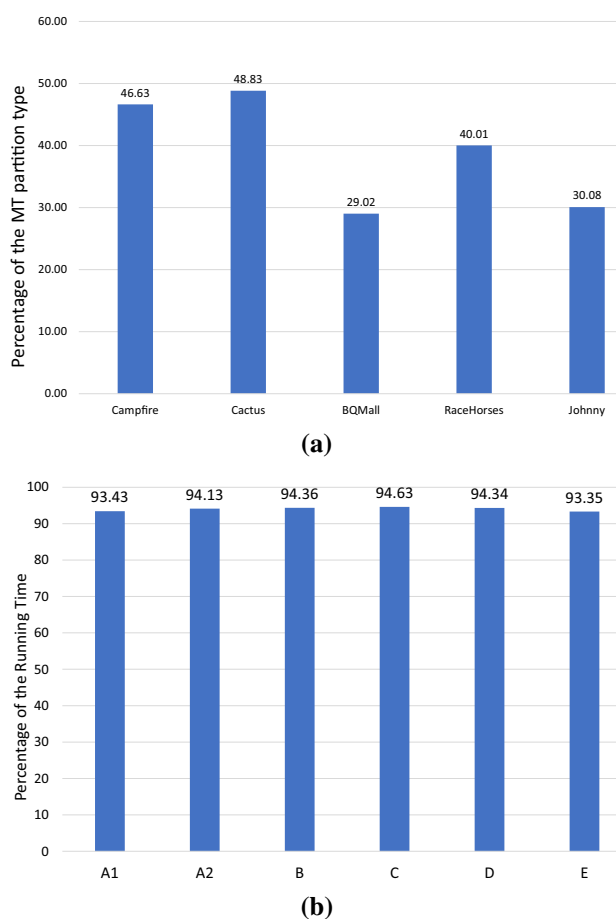 Percentage of the MT partition type
60.00
50.00
40.00
30.00
20.00
10.00
0.00
46.63
48.83
29.02
40.01
30.08
Campfire
Cactus
BQMall
RaceHorses
Johnny
(a)
Percentage of the Running Time
100
90
80
70
60
50
40
30
20
10
0
93.43
94.13
94.36
94.63
94.34
93.35
A1
A2
B
C
D
E
(b)